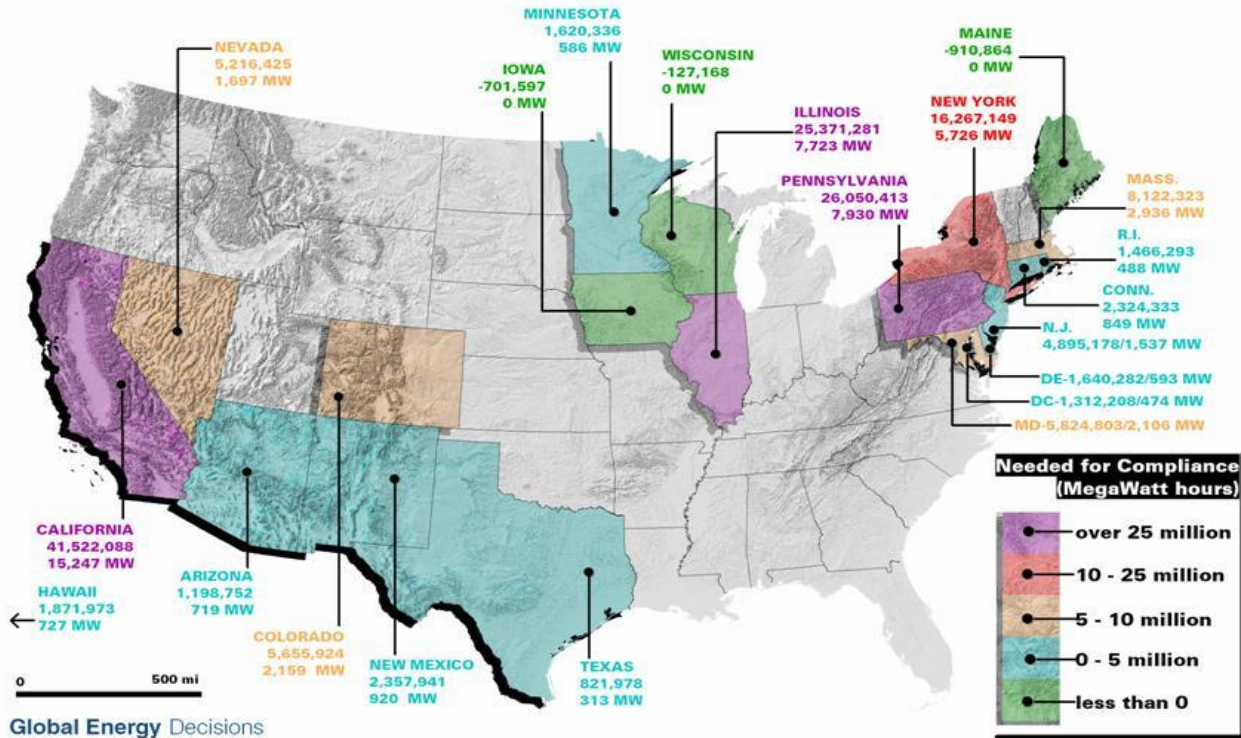 MINNESOTA
1,620,336
586 MW
NEVADA
5,216,425
1,697 MW
IOWA
-701,597
0 MW
WISCONSIN
-127,168
0 MW
MAINE
-910,864
0 MW
ILLINOIS
25,371,281
7,723 MW
NEW YORK
16,267,149
5,726 MW
PENNSYLVANIA
26,050,413
7,930 MW
MASS.
8,122,323
2,936 MW
R.I.
1,466,293
488 MW
CONN.
2,324,333
849 MW
N.J.
4,895,178/1,537 MW
DE-1,640,282/593 MW
DC-1,312,208/474 MW
MD-5,824,803/2,106 MW
CALIFORNIA
41,522,088
15,247 MW
HAWAII
1,871,973
727 MW
ARIZONA
1,198,752
719 MW
COLORADO
5,655,924
2,159 MW
NEW MEXICO
2,357,941
920 MW
TEXAS
821,978
313 MW
Needed for Compliance
(MegaWatt hours)
over 25 million
10 - 25 million
5 - 10 million
0 - 5 million
less than 0
0 500 mi
Global Energy Decisions